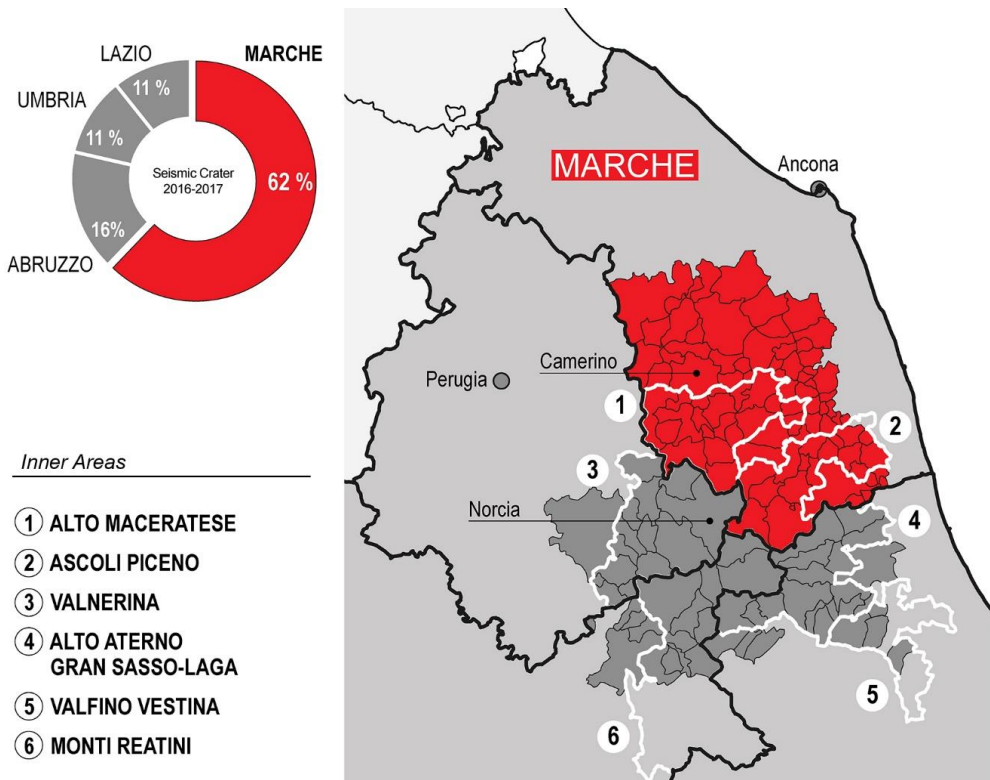 LAZIO
MARCHE
UMBRIA
11 %
11 %
Seismic Crater
2016-2017
62 %
16%
ABRUZZO
MARCHE
Ancona
Camerino
Perugia
1
2
3
Norcia
4
5
6
Inner Areas
1 ALTO MACERATESE
2 ASCOLI PICENO
3 VALNERINA
4 ALTO ATERNO
GRAN SASSO-LAGA
5 VALFINO VESTINA
6 MONTI REATINI